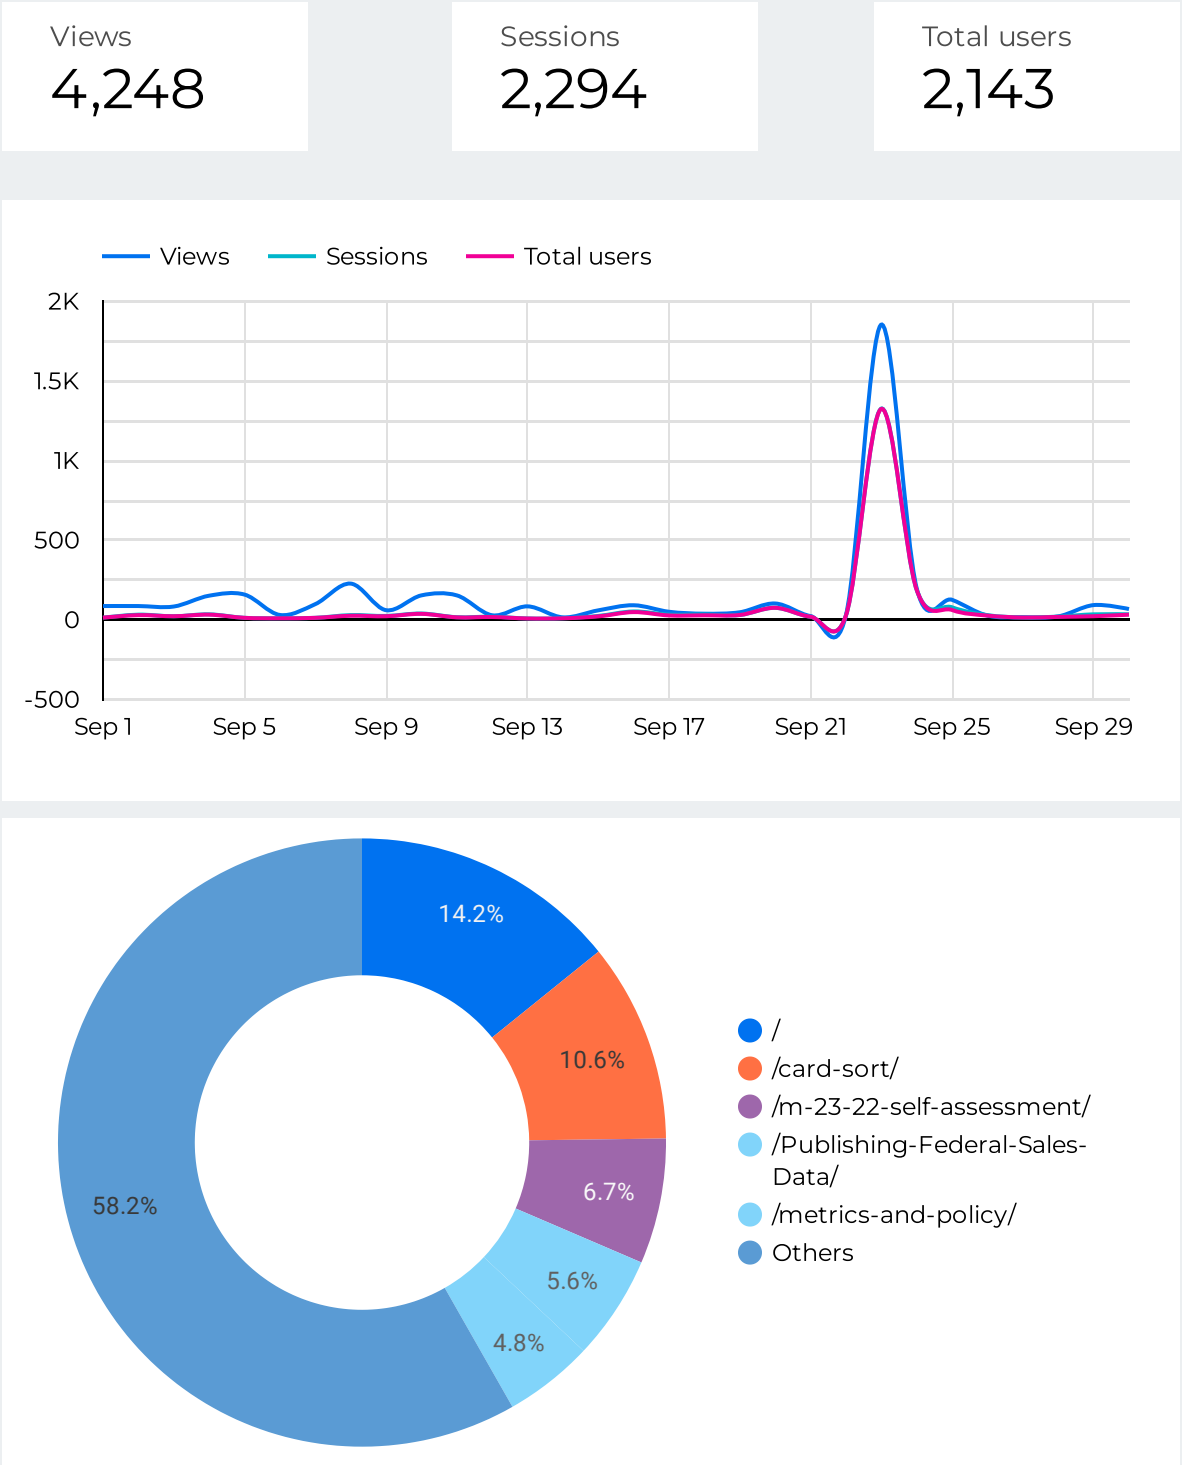 Views
4,248
Sessions
2,294
Total users
2,143
Views Sessions Total users
2K
1.5K
1K
500
0
-500
Sep 1 Sep 5 Sep 9 Sep 13 Sep 17 Sep 21 Sep 25 Sep 29
14.2%
10.6%
6.7%
5.6%
4.8%
58.2%
/
/card-sort/
/m-23-22-self-assessment/
/Publishing-Federal-Sales-
Data/
/metrics-and-policy/
Others